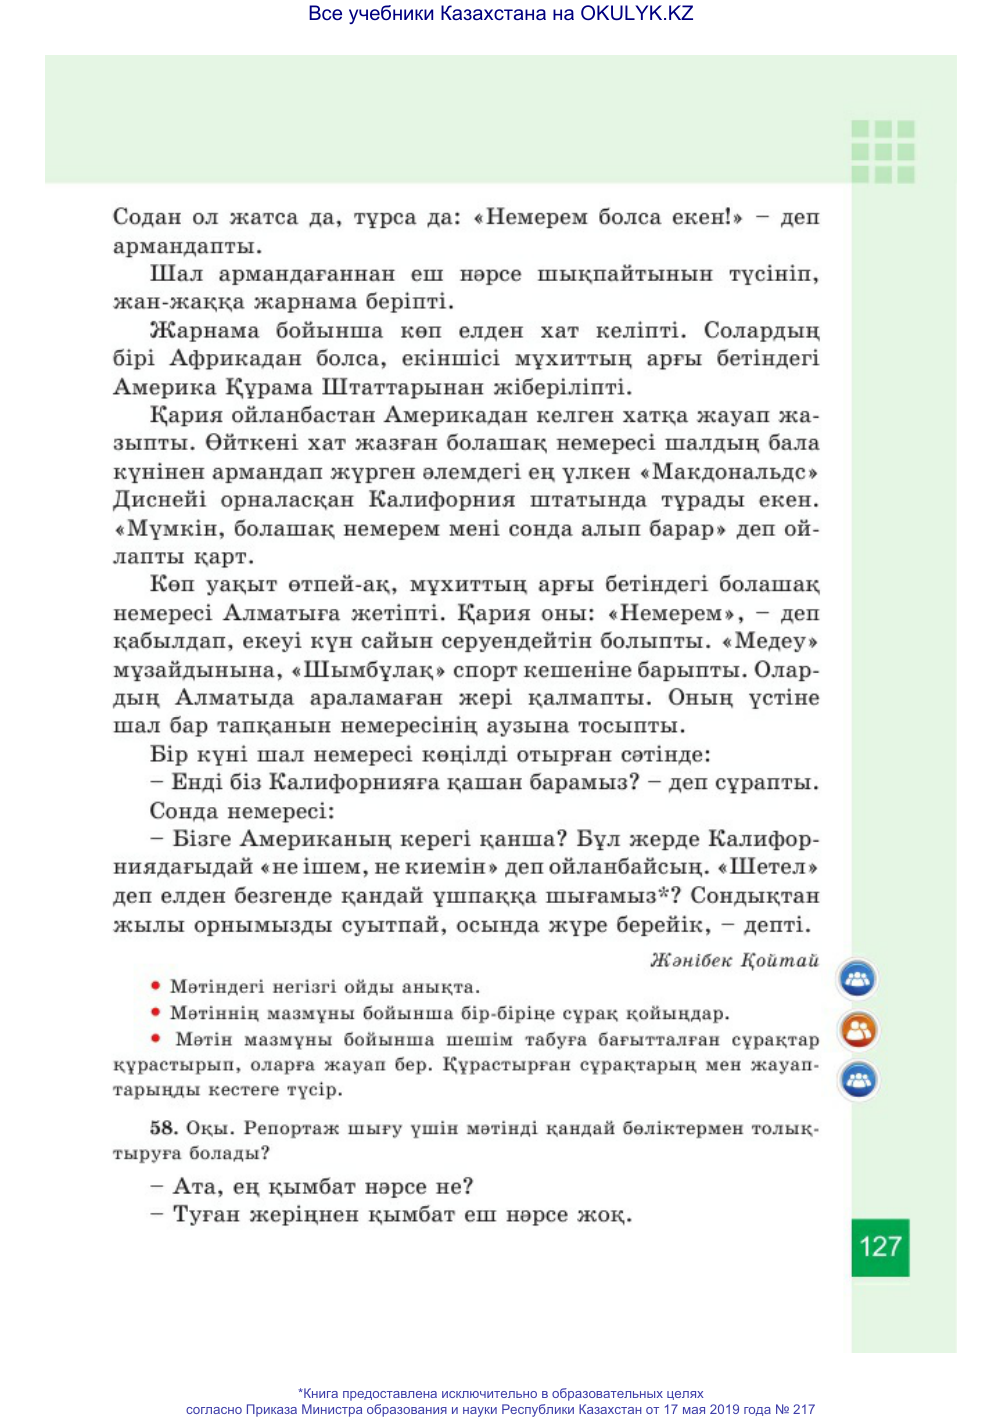 Все учебники Казахстана на OKULYK.KZ
Содан ол жатса да, тұрса да: «Немерем болса екен!» – деп
армандапты.
Шал армандағаннан еш нәрсе шықпайтынын түсініп,
жан-жаққа жарнама беріпті.
Жарнама бойынша көп елден хат келіпті. Солардың
бірі Африкадан болса, екіншісі мұхиттың арғы бетіндегі
Америка Құрама Штаттарынан жіберіліпті.
Қария ойланбастан Америкадан келген хатқа жауап жа-
зыпты. Өйткені хат жазған болашақ немересі шалдың бала
күнінен армандап жүрген әлемдегі ең үлкен «Макдональдс»
Диснейі орналасқан Калифорния штатында тұрады екен.
«Мүмкін, болашақ немерем мені сонда алып барар» деп ой-
лапты қарт.
Көп уақыт өтпей-ақ, мұхиттың арғы бетіндегі болашақ
немересі Алматыға жетіпті. Қария оны: «Немерем», – деп
қабылдап, екеуі күн сайын серуендейтін болыпты. «Медеу»
мұзайдынына, «Шымбұлақ» спорт кешеніне барыпты. Олар-
дың Алматыда араламаған жері қалмапты. Оның үстіне
шал бар тапқанын немересінің аузына тосыпты.
Бір күні шал немересі көңілді отырған сәтінде:
– Енді біз Калифорнияға қашан барамыз? – деп сұрапты.
Сонда немересі:
– Бізге Американың керегі қанша? Бұл жерде Калифор-
ниядағыдай «не ішем, не киемін» деп ойланбайсың. «Шетел»
деп елден безгенде қандай ұшпаққа шығамыз*? Сондықтан
жылы орнымызды суытпай, осында жүре берейік, – депті.
Жәнібек Қойтай
• Мәтіндегі негізгі ойды анықта.
• Мәтіннің мазмұны бойынша бір-біріңе сұрақ қойыңдар.
• Мәтін мазмұны бойынша шешім табуға бағытталған сұрақтар
құрастырып, оларға жауап бер. Құрастырған сұрақтарың мен жауап-
тарыңды кестеге түсір.
58. Оқы. Репортаж шығу үшін мәтінді қандай бөліктермен толық-
тыруға болады?
– Ата, ең қымбат нәрсе не?
– Туған жеріңнен қымбат еш нәрсе жоқ.
127
*Книга предоставлена исключительно в образовательных целях
согласно Приказа Министра образования и науки Республики Казахстан от 17 мая 2019 года № 217